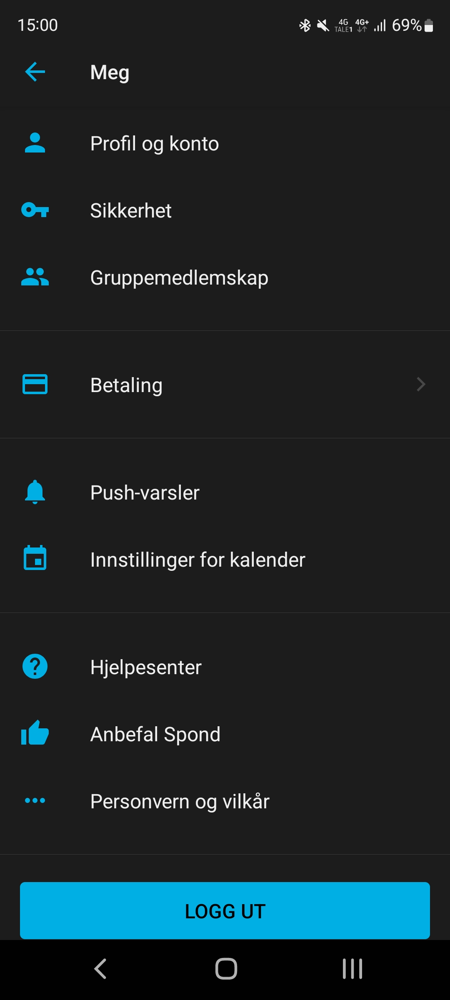 15:00
4G
TALE1
4G+
69%
Meg
Profil og konto
Sikkerhet
Gruppemedlemskap
Betaling
Push-varsler
Innstillinger for kalender
Hjelpesenter
Anbefal Spond
Personvern og vilkår
LOGG UT